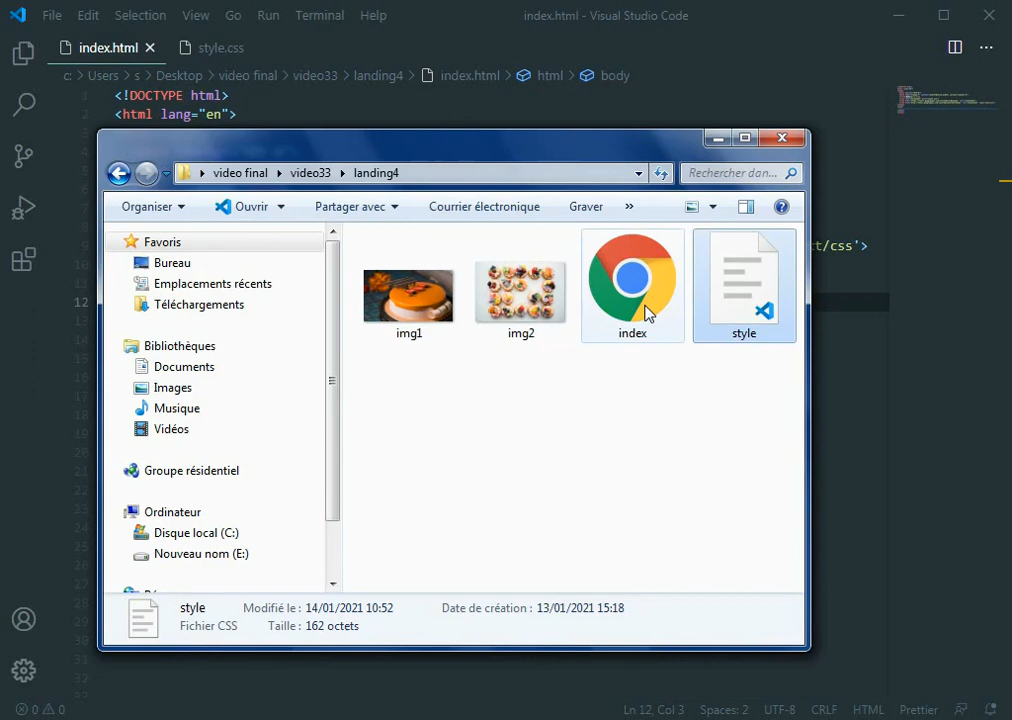 File Edit Selection View Go Run Terminal Help index.html - Visual Studio Code
index.html style.css
c: > Users > s > Desktop > video final > video33 > landing4 > index.html > html > body
1 <!DOCTYPE html>
2 <html lang="en">
video final video33 landing4 Rechercher dan...
Organiser Ouvrir Partager avec Courrier électronique Graver »
Favoris
Bureau
Emplacements récents
Téléchargements
Bibliothèques
Documents
Images
Musique
Vidéos
Groupe résidentiel
Ordinateur
Disque local (C:)
Nouveau nom (E:)
img1 img2 index style
/css'>
12
style Modifié le : 14/01/2021 10:52 Date de création : 13/01/2021 15:18
Fichier CSS Taille : 162 octets
0 0 Ln 12, Col 3 Spaces: 2 UTF-8 CRLF HTML Prettier